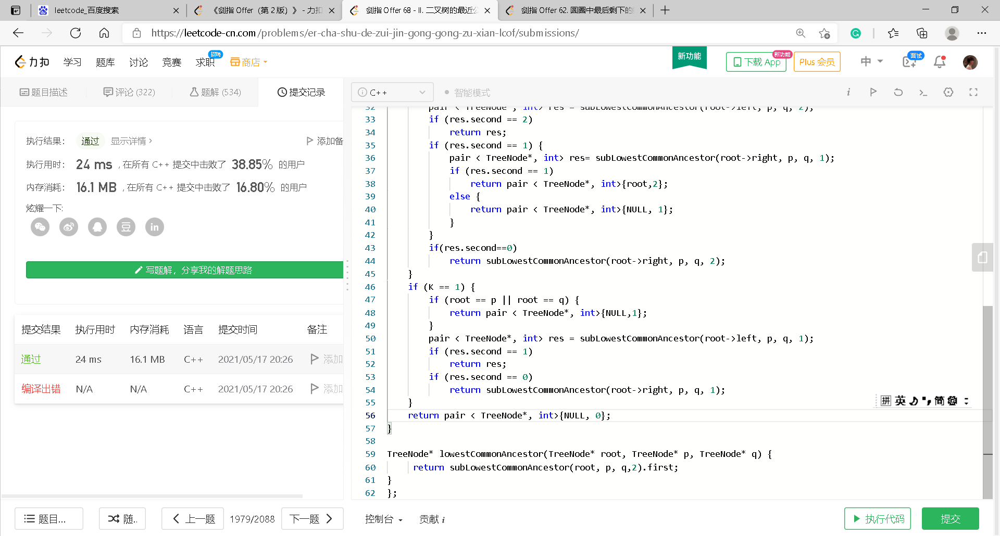 leetcode_百度搜索
《剑指 Offer（第 2 版）》 - 力扣
剑指 Offer 68 - II. 二叉树的最近公
剑指 Offer 62. 圆圈中最后剩下的
https://leetcode-cn.com/problems/er-cha-shu-de-zui-jin-gong-gong-zu-xian-lcof/submissions/
力扣 学习 题库 讨论 竞赛 求职 招聘 商店
新功能
下载 App 新功能
Plus 会员
中
面试
题目描述
评论 (322)
题解 (534)
提交记录
C++
智能模式
执行结果： 通过 显示详情 ›
添加备
执行用时： 24 ms , 在所有 C++ 提交中击败了 38.85% 的用户
内存消耗： 16.1 MB , 在所有 C++ 提交中击败了 16.80% 的用户
炫耀一下:
豆 in
写题解，分享我的解题思路
提交结果 执行用时 内存消耗 语言 提交时间 备注
通过 24 ms 16.1 MB C++ 2021/05/17 20:26 添加
编译出错 N/A N/A C++ 2021/05/17 20:26 添加
32 pair < TreeNode*, int> res = subLowestCommonAncestor(root->left, p, q, 2);
33 if (res.second == 2)
34 return res;
35 if (res.second == 1) {
36 pair < TreeNode*, int> res= subLowestCommonAncestor(root->right, p, q, 1);
37 if (res.second == 1)
38 return pair < TreeNode*, int>{root,2};
39 else {
40 return pair < TreeNode*, int>{NULL, 1};
41 }
42 }
43 if(res.second==0)
44 return subLowestCommonAncestor(root->right, p, q, 2);
45 }
46 if (K == 1) {
47 if (root == p || root == q) {
48 return pair < TreeNode*, int>{NULL,1};
49 }
50 pair < TreeNode*, int> res = subLowestCommonAncestor(root->left, p, q, 1);
51 if (res.second == 1)
52 return res;
53 if (res.second == 0)
54 return subLowestCommonAncestor(root->right, p, q, 1);
55 }
56 return pair < TreeNode*, int>{NULL, 0};
57 }
58
59 TreeNode* lowestCommonAncestor(TreeNode* root, TreeNode* p, TreeNode* q) {
60 return subLowestCommonAncestor(root, p, q,2).first;
61 }
62 };
拼 英 简
题目...
随..
上一题
1979/2088
下一题
控制台
贡献 i
执行代码
提交